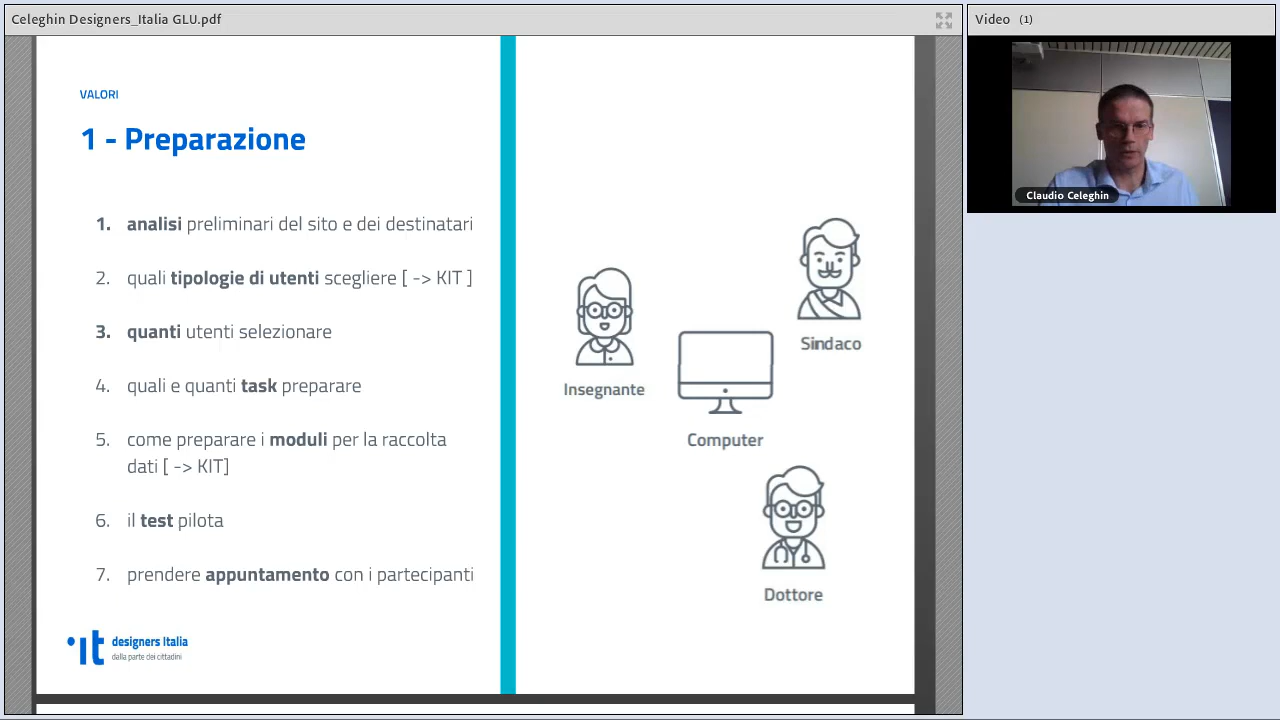 Celeghin Designers_Italia GLU.pdf
Video (1)
Claudio Celeghin
VALORI
1 - Preparazione
1. analisi preliminari del sito e dei destinatari
2. quali tipologie di utenti scegliere [ -> KIT ]
3. quanti utenti selezionare
4. quali e quanti task preparare
5. come preparare i moduli per la raccolta
dati [ -> KIT]
6. il test pilota
7. prendere appuntamento con i partecipanti
Insegnante
Sindaco
Computer
Dottore
it designers Italia
dalla parte dei cittadini